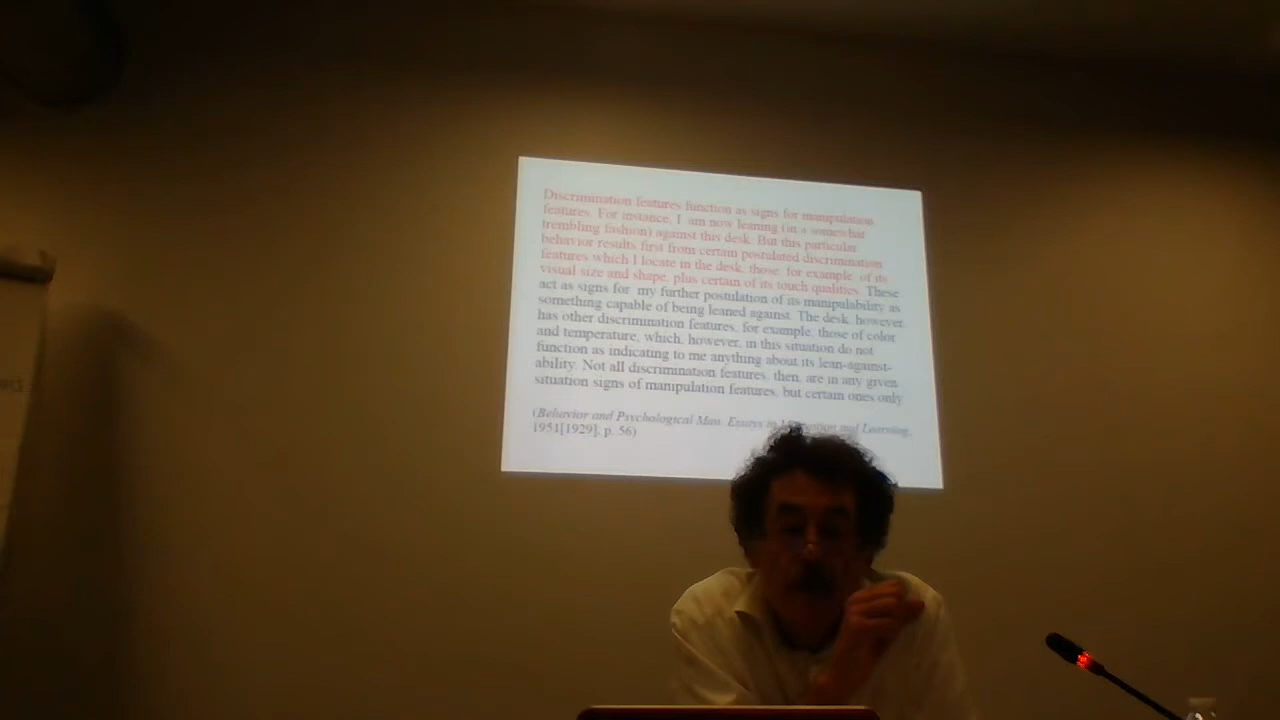 Discrimination features function as signs for manipulation
features. For instance, I am now leaning (in a somewhat
trembling fashion) against this desk. But this particular
behavior results first from certain postulated discrimination
features which I locate in the desk, those, for example, of its
visual size and shape, plus certain of its touch qualities. These
act as signs for my further postulation of its manipulability as
something capable of being leaned against. The desk, however,
has other discrimination features, for example, those of color
and temperature, which, however, in this situation do not
function as indicating to me anything about its lean-against-
ability. Not all discrimination features, then, are in any given
situation signs of manipulation features, but certain ones only
(Behavior and Psychological Man. Essays in and Learning,
1951[1929], p. 56)